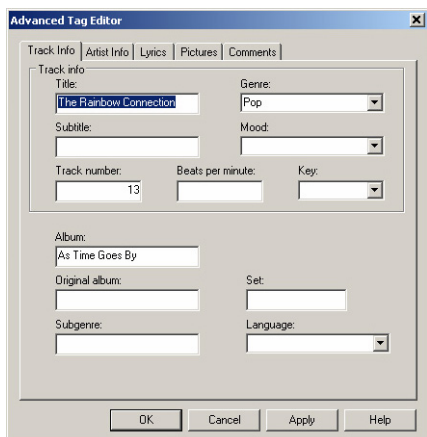 Advanced Tag Editor
Track Info Artist Info Lyrics Pictures Comments
Track info
Title: Genre:
The Rainbow Connection Pop
Subtitle: Mood:
Track number: Beats per minute: Key:
13
Album:
As Time Goes By
Original album: Set:
Subgenre: Language:
OK Cancel Apply Help